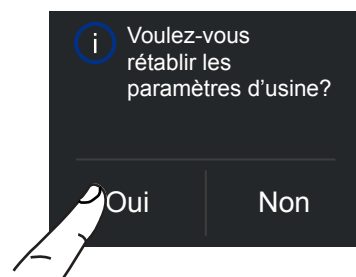 i
Voulez-vous
rétablir les
paramètres d'usine?
Oui
Non